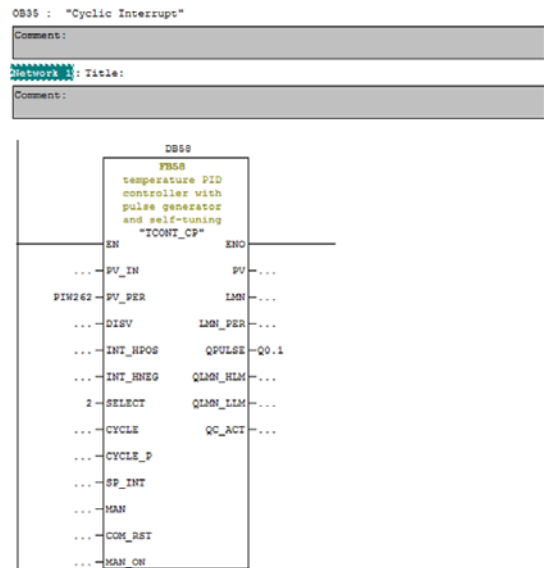 OB35 : "Cyclic Interrupt"
Comment:
Network 1: Title:
Comment:
DB58
FB58
temperature PID
controller with
pulse generator
and self-tuning
"TCONT_CP"
EN ENO
... PV_IN PV ...
PIW262 PV_PER LMN ...
... DISV LMN_PER ...
... INT_HPOS QPULSE Q0.1
... INT_HNEG QLMN_HLM ...
2 SELECT QLMN_LLM ...
... CYCLE QC_ACT ...
... CYCLE_P
... SP_INT
... MAN
... COM_RST
... MAN_ON